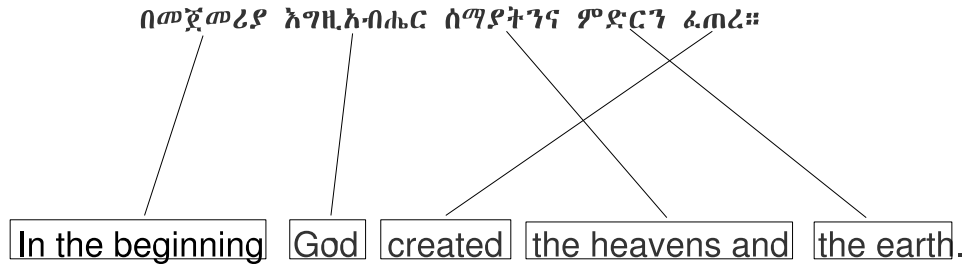 በመጀመሪያ እግዚአብሔር ሰማያትንና ምድርን ፈጠረ።
In the beginning God created the heavens and the earth.